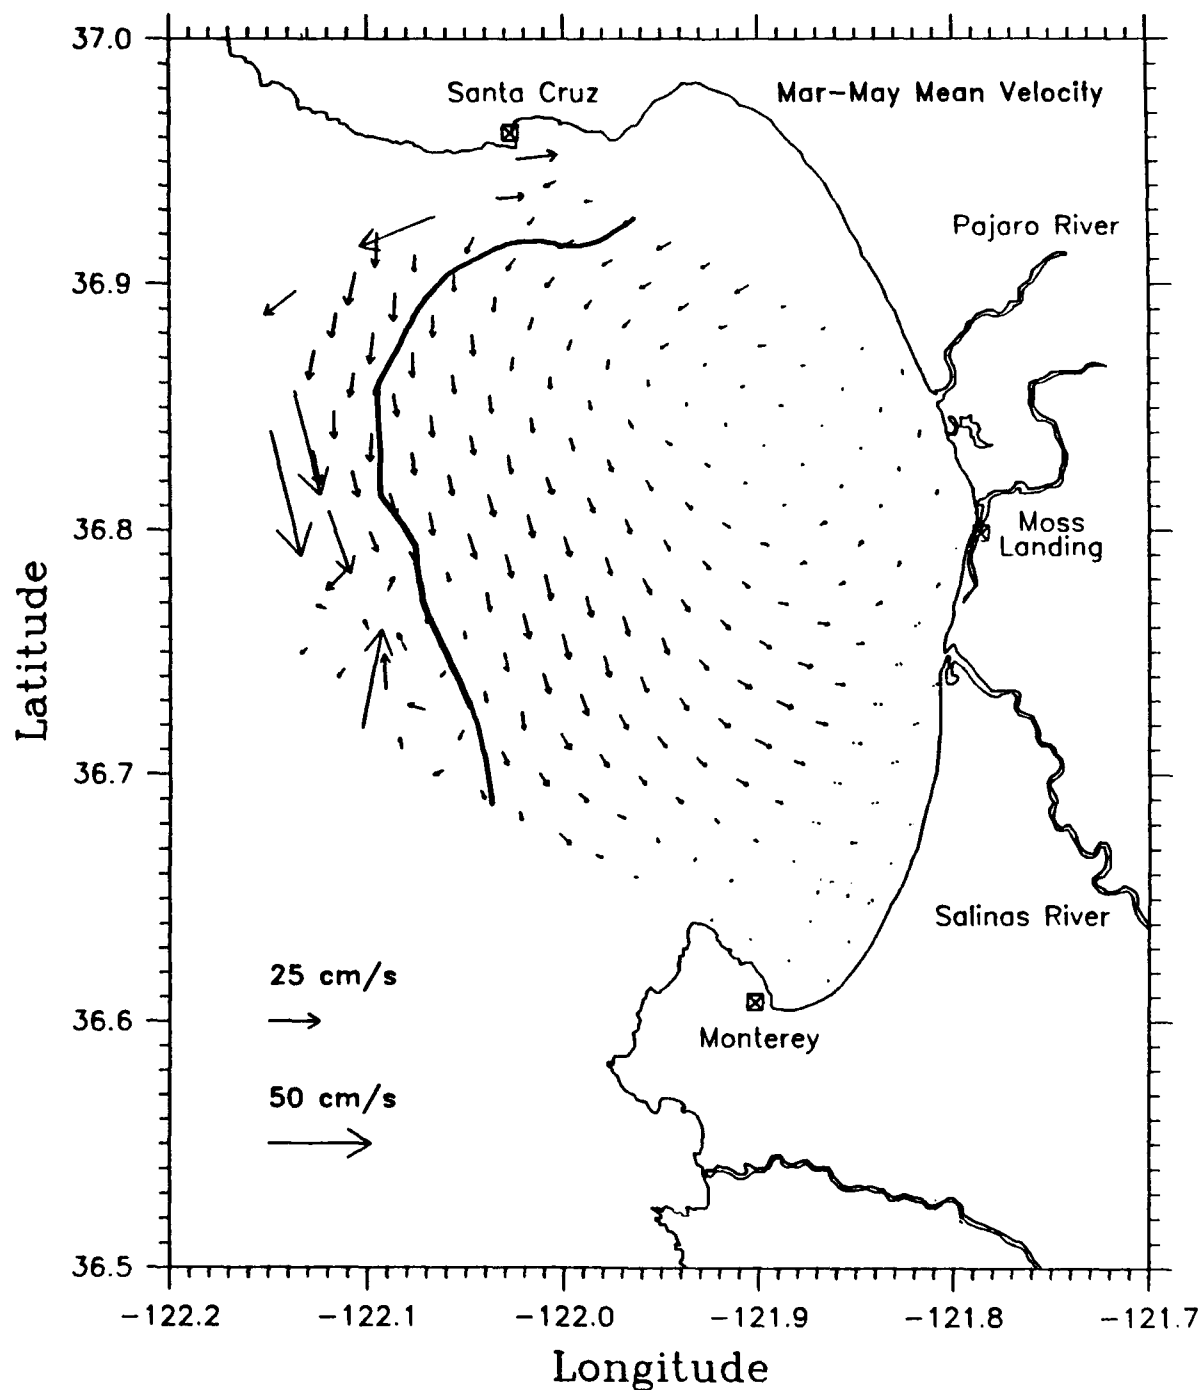 37.0
Santa Cruz
Mar-May Mean Velocity
Pajaro River
36.9
36.8
Moss
Landing
Latitude
36.7
Salinas River
25 cm/s
36.6
Monterey
50 cm/s
36.5
-122.2
-122.1
-122.0
-121.9
-121.8
-121.7
Longitude